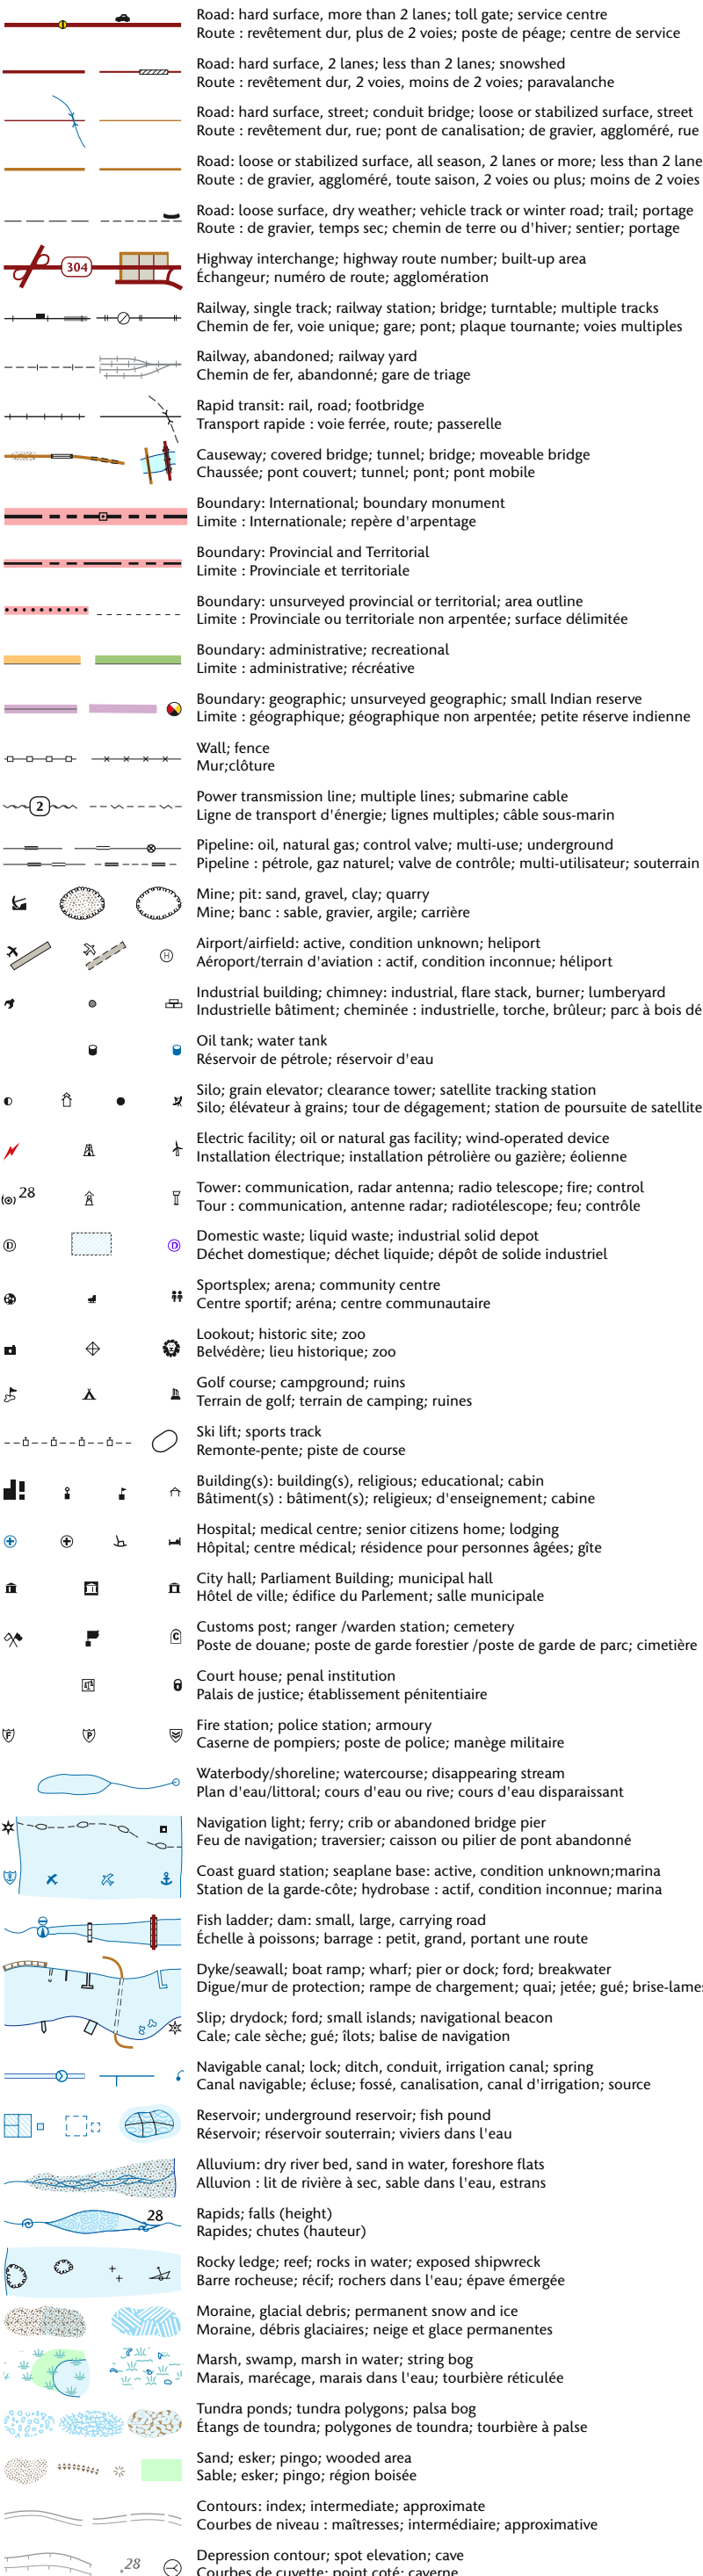 Road: hard surface, more than 2 lanes; toll gate; service centre
Route : revêtement dur, plus de 2 voies; poste de péage; centre de service
Road: hard surface, 2 lanes; less than 2 lanes; snowshed
Route : revêtement dur, 2 voies, moins de 2 voies; paravalanche
Road: hard surface, street; conduit bridge; loose or stabilized surface, street
Route : revêtement dur, rue; pont de canalisation; de gravier, aggloméré, rue
Road: loose or stabilized surface, all season, 2 lanes or more; less than 2 lane
Route : de gravier, aggloméré, toute saison, 2 voies ou plus; moins de 2 voies
Road: loose surface, dry weather; vehicle track or winter road; trail; portage
Route : de gravier, temps sec; chemin de terre ou d'hiver; sentier; portage
304
Highway interchange; highway route number; built-up area
Échangeur; numéro de route; agglomération
Railway, single track; railway station; bridge; turntable; multiple tracks
Chemin de fer, voie unique; gare; pont; plaque tournante; voies multiples
Railway, abandoned; railway yard
Chemin de fer, abandonné; gare de triage
Rapid transit: rail, road; footbridge
Transport rapide : voie ferrée, route; passerelle
Causeway; covered bridge; tunnel; bridge; moveable bridge
Chaussée; pont couvert; tunnel; pont; pont mobile
Boundary: International; boundary monument
Limite : Internationale; repère d'arpentage
Boundary: Provincial and Territorial
Limite : Provinciale et territoriale
Boundary: unsurveyed provincial or territorial; area outline
Limite : Provinciale ou territoriale non arpentée; surface délimitée
Boundary: administrative; recreational
Limite : administrative; récréative
Boundary: geographic; unsurveyed geographic; small Indian reserve
Limite : géographique; géographique non arpentée; petite réserve indienne
Wall; fence
Mur;clôture
2
Power transmission line; multiple lines; submarine cable
Ligne de transport d'énergie; lignes multiples; câble sous-marin
Pipeline: oil, natural gas; control valve; multi-use; underground
Pipeline : pétrole, gaz naturel; valve de contrôle; multi-utilisateur; souterrain
Mine; pit: sand, gravel, clay; quarry
Mine; banc : sable, gravier, argile; carrière
H
Airport/airfield: active, condition unknown; heliport
Aéroport/terrain d'aviation : actif, condition inconnue; héliport
Industrial building; chimney: industrial, flare stack, burner; lumberyard
Industrielle bâtiment; cheminée : industrielle, torche, brûleur; parc à bois dé
Oil tank; water tank
Réservoir de pétrole; réservoir d'eau
Silo; grain elevator; clearance tower; satellite tracking station
Silo; élévateur à grains; tour de dégagement; station de poursuite de satellite
Electric facility; oil or natural gas facility; wind-operated device
Installation électrique; installation pétrolière ou gazière; éolienne
28
Tower: communication, radar antenna; radio telescope; fire; control
Tour : communication, antenne radar; radiotélescope; feu; contrôle
D D
Domestic waste; liquid waste; industrial solid depot
Déchet domestique; déchet liquide; dépôt de solide industriel
Sportsplex; arena; community centre
Centre sportif; aréna; centre communautaire
Lookout; historic site; zoo
Belvédère; lieu historique; zoo
Golf course; campground; ruins
Terrain de golf; terrain de camping; ruines
Ski lift; sports track
Remonte-pente; piste de course
Building(s): building(s), religious; educational; cabin
Bâtiment(s) : bâtiment(s); religieux; d'enseignement; cabine
Hospital; medical centre; senior citizens home; lodging
Hôpital; centre médical; résidence pour personnes âgées; gîte
City hall; Parliament Building; municipal hall
Hôtel de ville; édifice du Parlement; salle municipale
C
Customs post; ranger /warden station; cemetery
Poste de douane; poste de garde forestier /poste de garde de parc; cimetière
Court house; penal institution
Palais de justice; établissement pénitentiaire
F P
Fire station; police station; armoury
Caserne de pompiers; poste de police; manège militaire
Waterbody/shoreline; watercourse; disappearing stream
Plan d'eau/littoral; cours d'eau ou rive; cours d'eau disparaissant
Navigation light; ferry; crib or abandoned bridge pier
Feu de navigation; traversier; caisson ou pilier de pont abandonné
Coast guard station; seaplane base: active, condition unknown;marina
Station de la garde-côte; hydrobase : actif, condition inconnue; marina
Fish ladder; dam: small, large, carrying road
Échelle à poissons; barrage : petit, grand, portant une route
Dyke/seawall; boat ramp; wharf; pier or dock; ford; breakwater
Digue/mur de protection; rampe de chargement; quai; jetée; gué; brise-lames
Slip; drydock; ford; small islands; navigational beacon
Cale; cale sèche; gué; îlots; balise de navigation
Navigable canal; lock; ditch, conduit, irrigation canal; spring
Canal navigable; écluse; fossé, canalisation, canal d'irrigation; source
Reservoir; underground reservoir; fish pound
Réservoir; réservoir souterrain; viviers dans l'eau
Alluvium: dry river bed, sand in water, foreshore flats
Alluvion : lit de rivière à sec, sable dans l'eau, estrans
28
Rapids; falls (height)
Rapides; chutes (hauteur)
Rocky ledge; reef; rocks in water; exposed shipwreck
Barre rocheuse; récif; rochers dans l'eau; épave émergée
Moraine, glacial debris; permanent snow and ice
Moraine, débris glaciaires; neige et glace permanentes
Marsh, swamp, marsh in water; string bog
Marais, marécage, marais dans l'eau; tourbière réticulée
Tundra ponds; tundra polygons; palsa bog
Étangs de toundra; polygones de toundra; tourbière à palse
Sand; esker; pingo; wooded area
Sable; esker; pingo; région boisée
Contours: index; intermediate; approximate
Courbes de niveau : maîtresses; intermédiaire; approximative
.28
Depression contour; spot elevation; cave
Courbes de cuvette; point coté; caverne